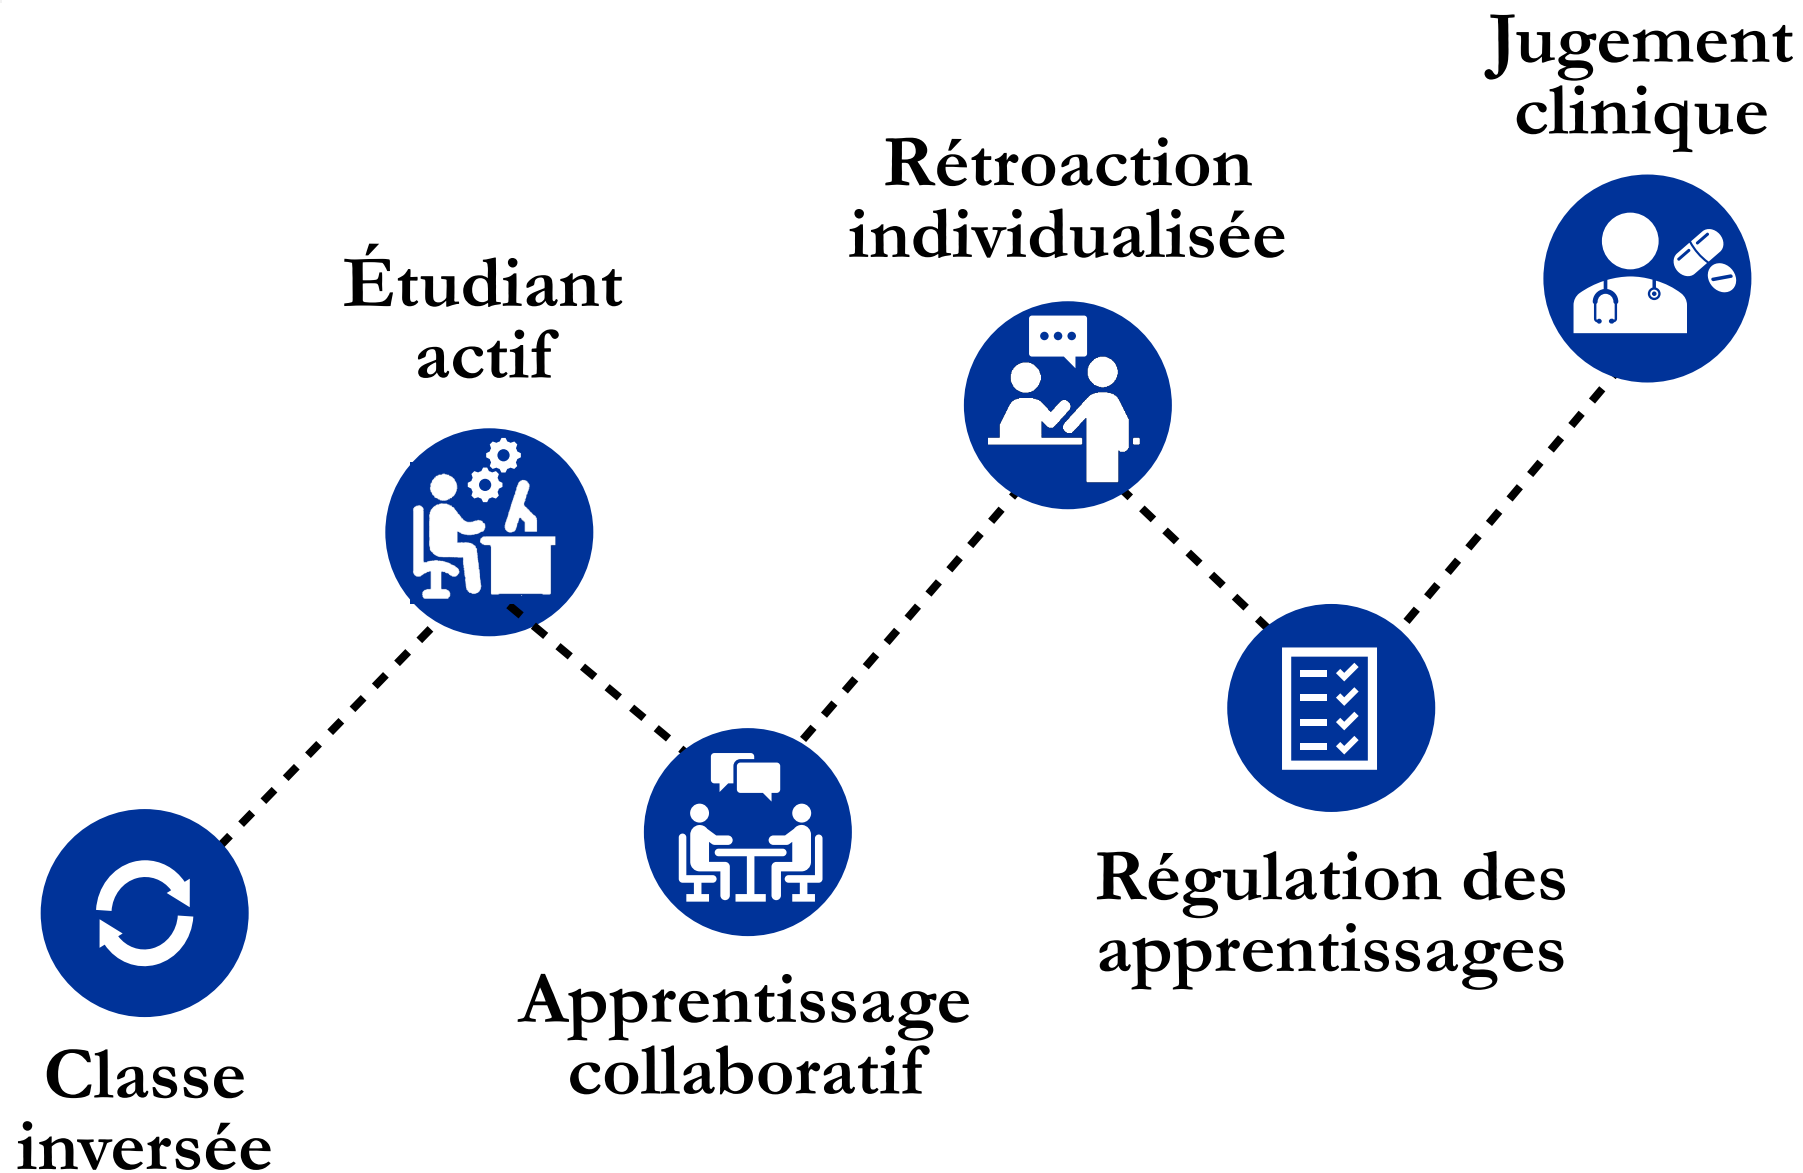 Classe
inversée
Étudiant
actif
Apprentissage
collaboratif
Rétroaction
individualisée
Régulation des
apprentissages
Jugement
clinique